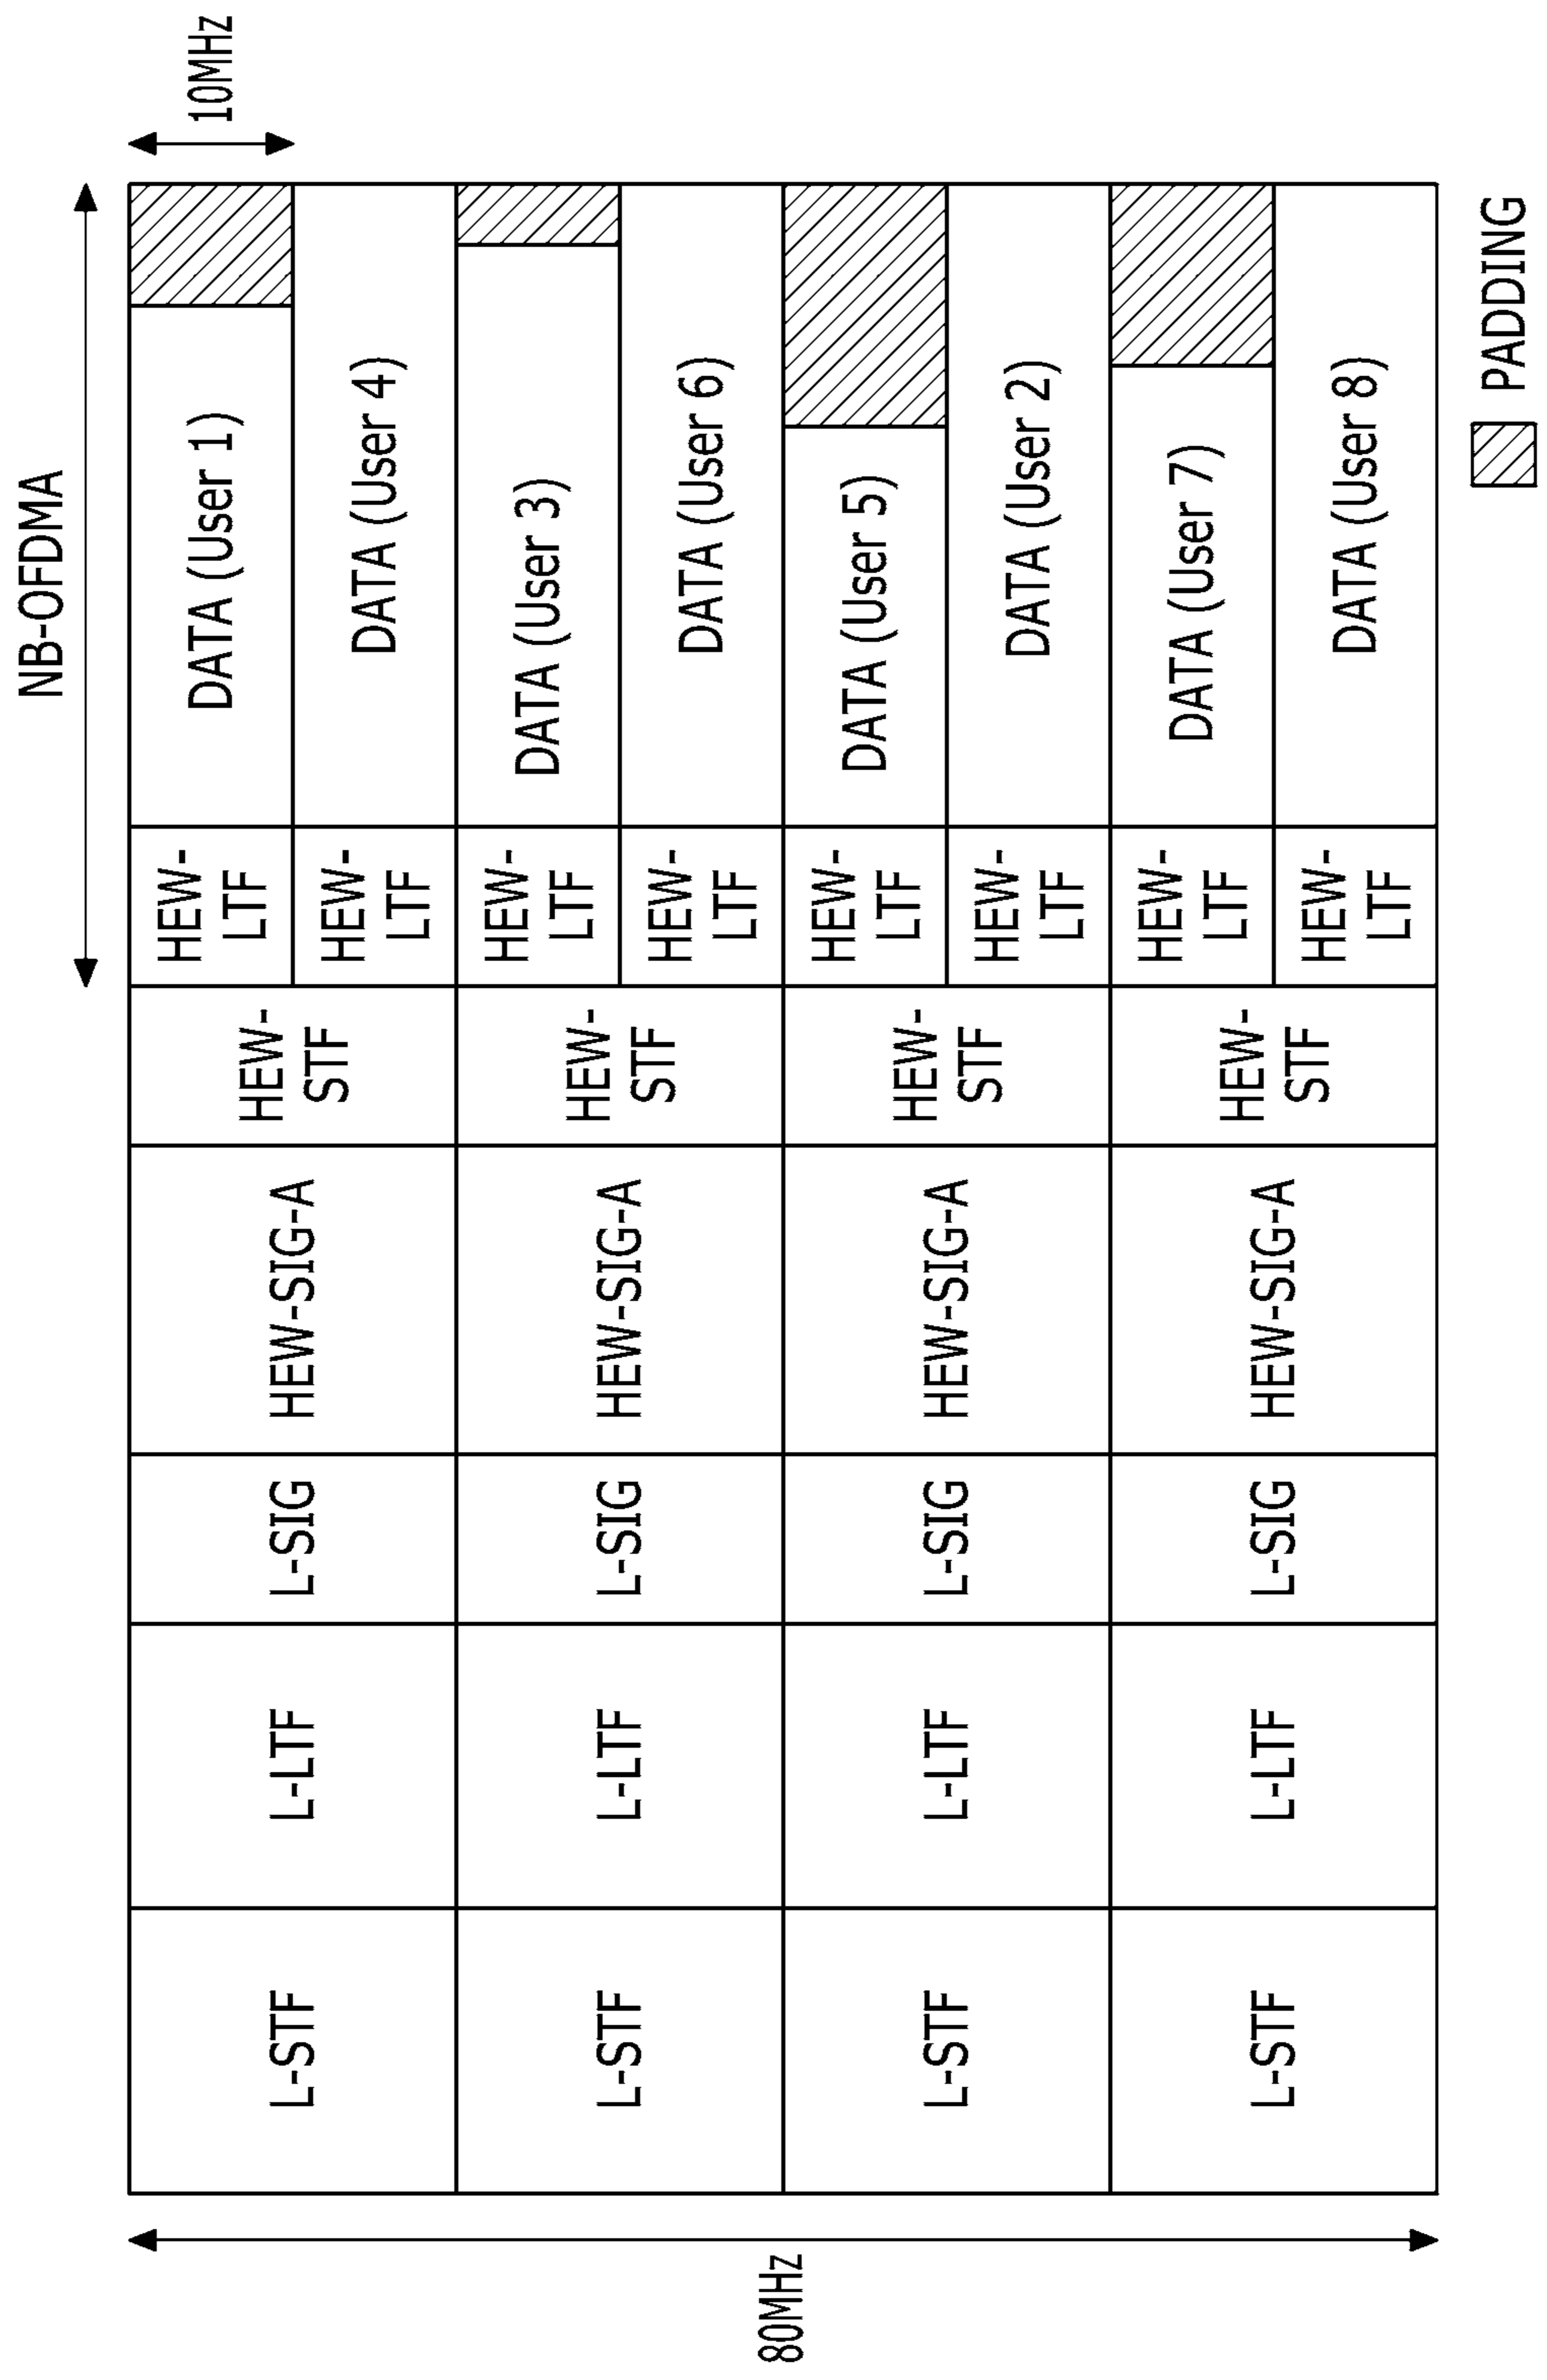 NB-OFDMA
10MHz
80MHz
L-STF
L-LTF
L-SIG
HEW-SIG-A
HEW-
STF
HEW-
LTF
DATA (User 1)
HEW-
LTF
DATA (User 4)
L-STF
L-LTF
L-SIG
HEW-SIG-A
HEW-
STF
HEW-
LTF
DATA (User 3)
HEW-
LTF
DATA (User 6)
L-STF
L-LTF
L-SIG
HEW-SIG-A
HEW-
STF
HEW-
LTF
DATA (User 5)
HEW-
LTF
DATA (User 2)
L-STF
L-LTF
L-SIG
HEW-SIG-A
HEW-
STF
HEW-
LTF
DATA (User 7)
HEW-
LTF
DATA (User 8)
PADDING